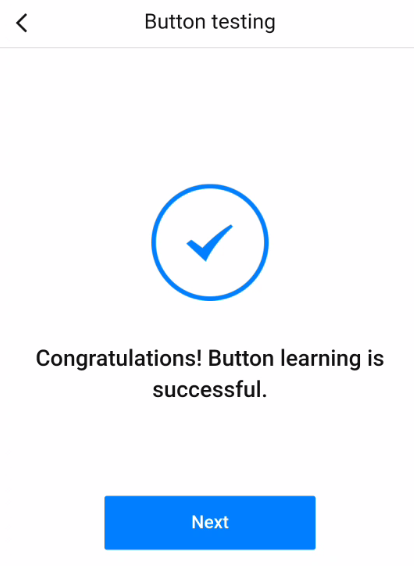 Button testing
Congratulations! Button learning is
successful.
Next